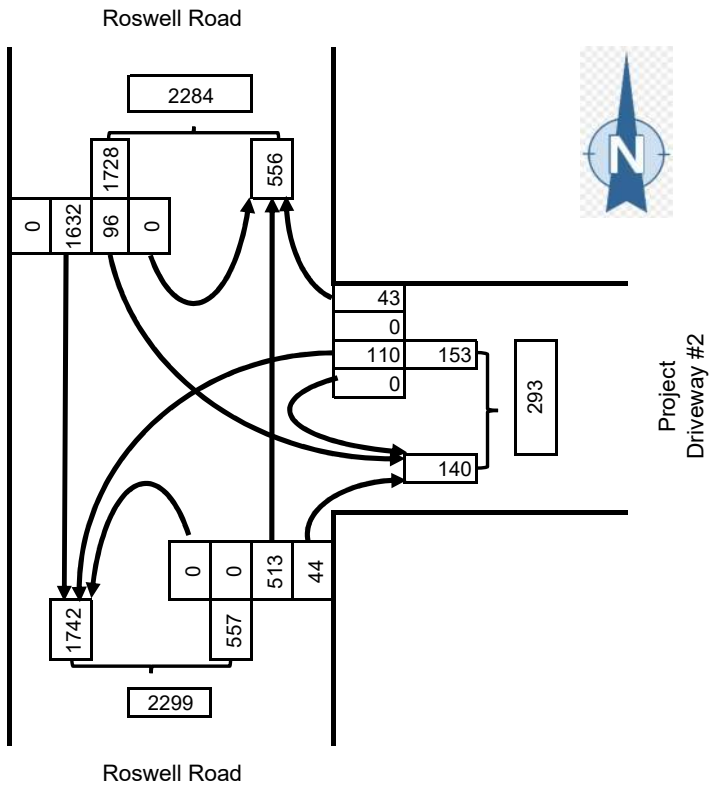 Roswell Road
2284
1728
556
0 1632 96 0
43
0
110 153
0
293
140
Project
Driveway #2
0 0 513 44
1742
557
2299
Roswell Road
N